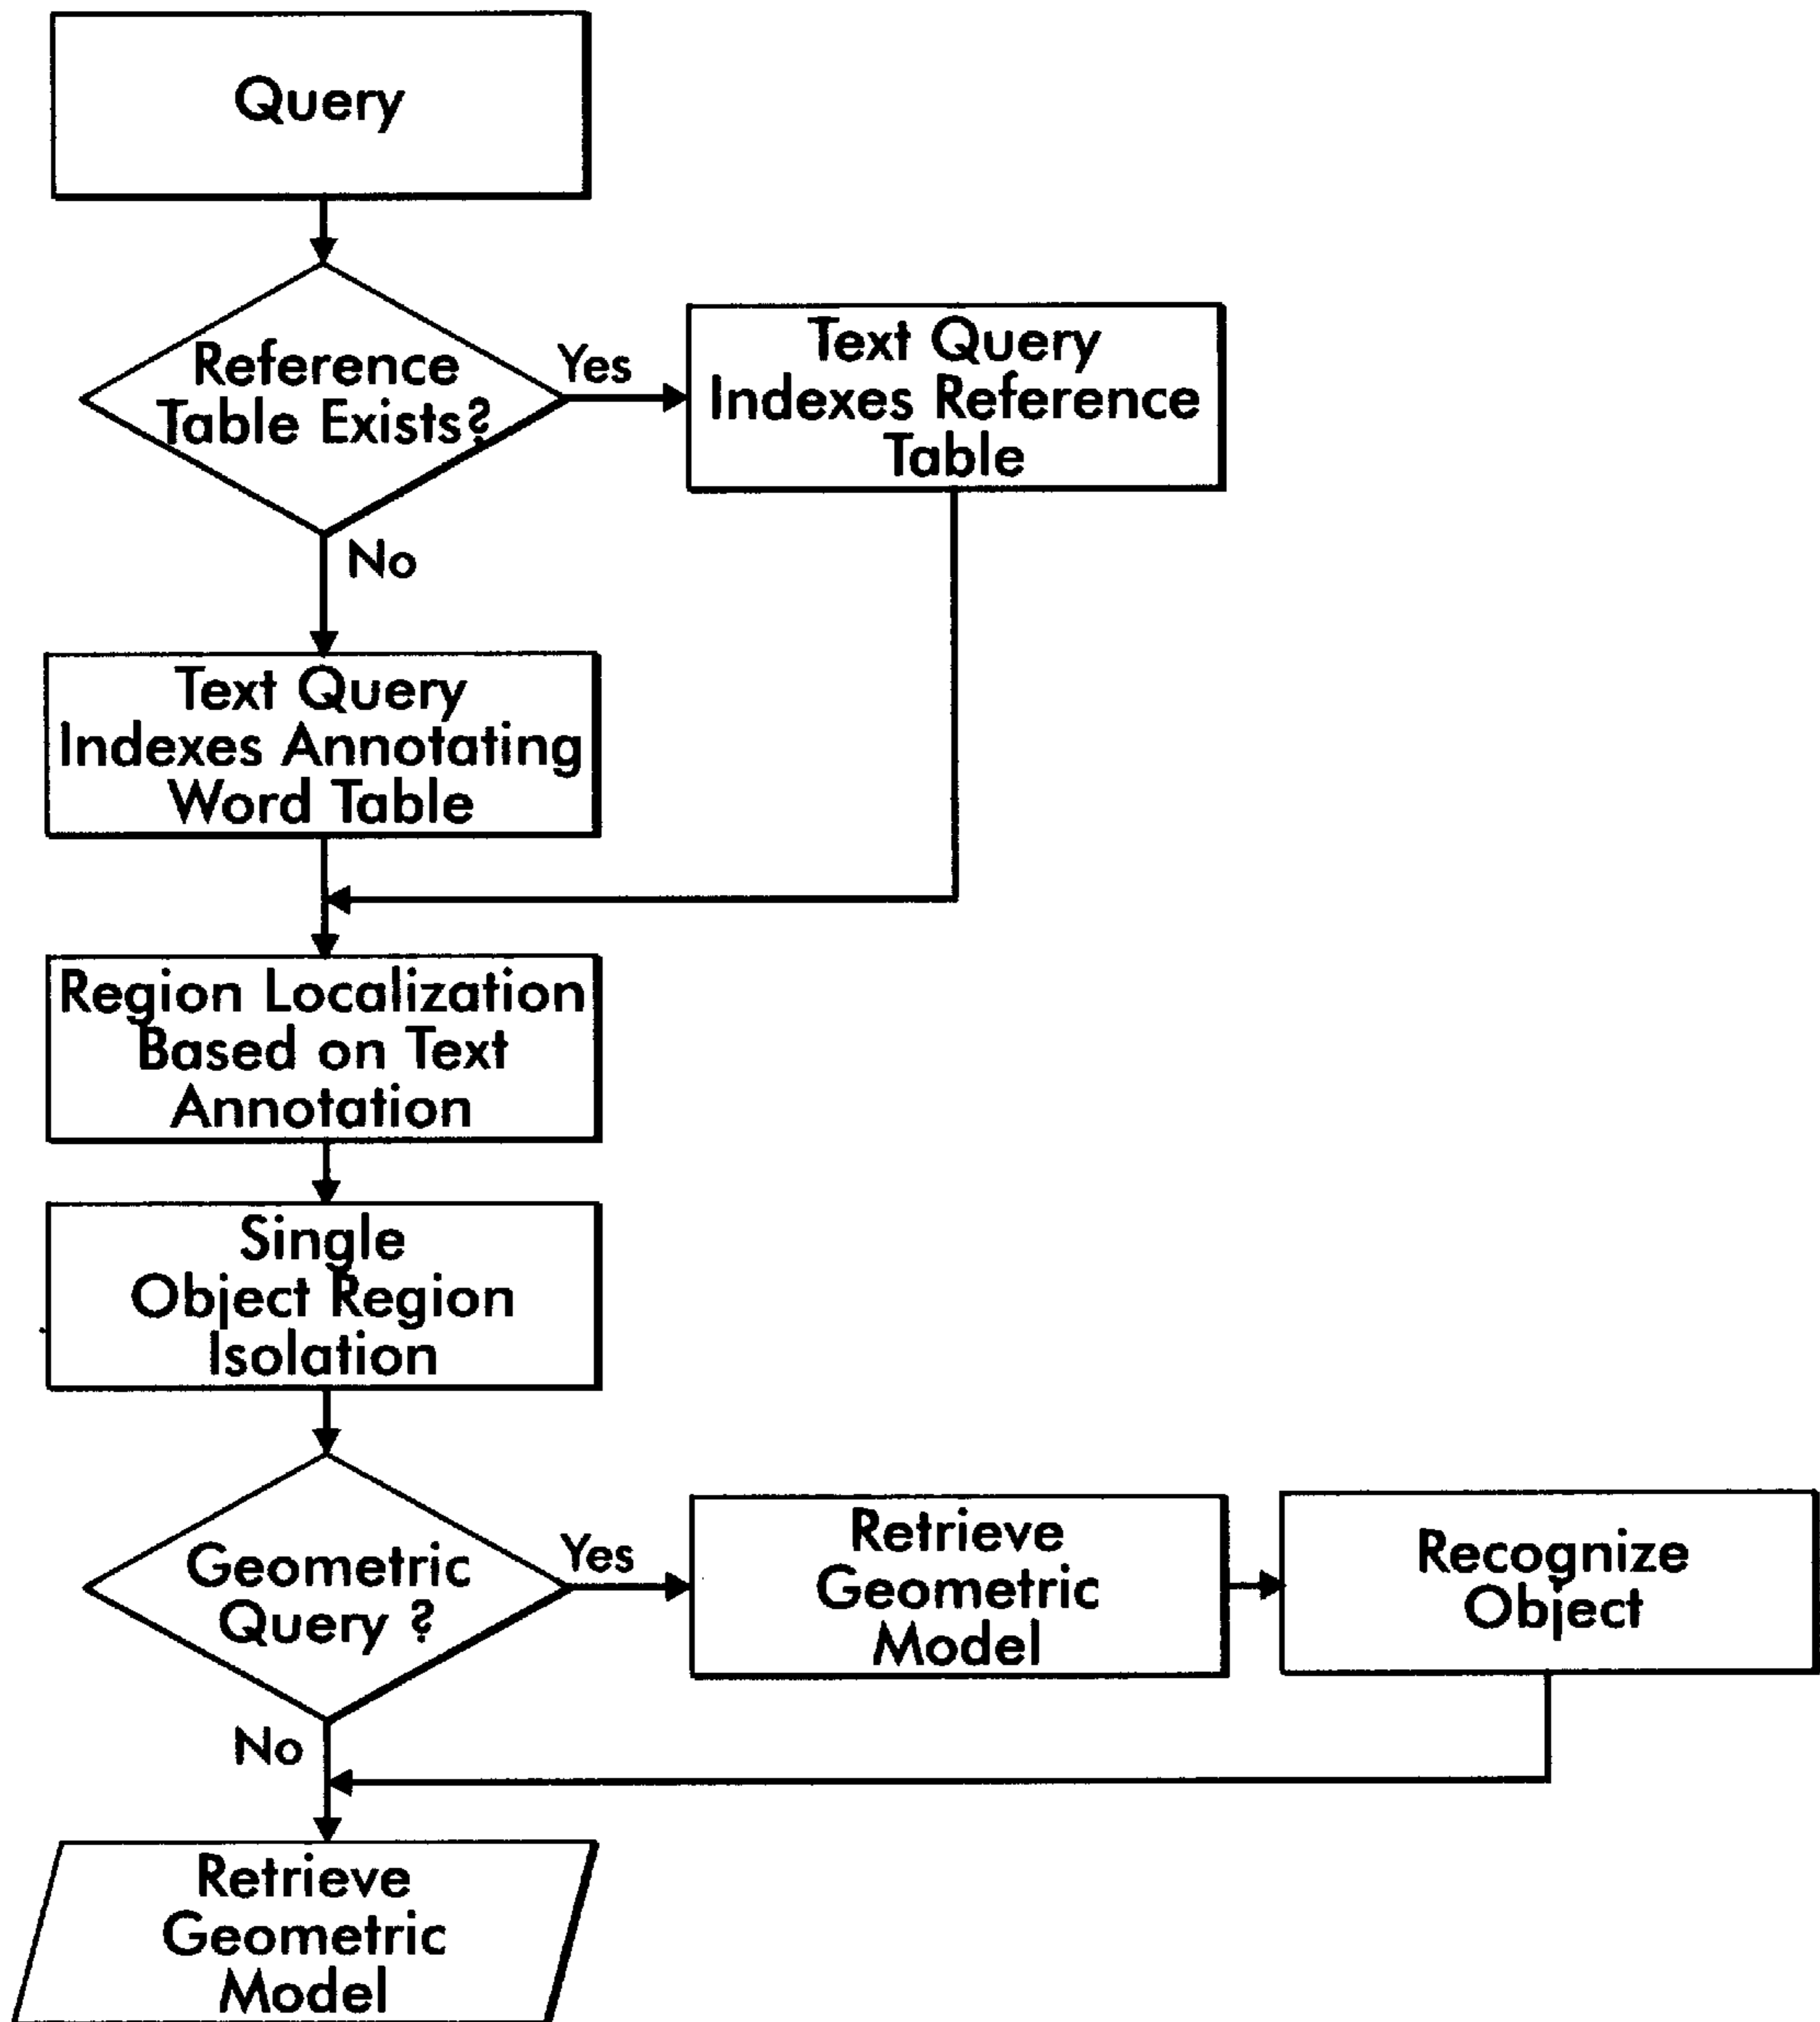 Query
Reference
Table Exists?
Yes
Text Query
Indexes Reference
Table
No
Text Query
Indexes Annotating
Word Table
Region Localization
Based on Text
Annotation
Single
Object Region
Isolation
Geometric
Query ?
Yes
Retrieve
Geometric
Model
Recognize
Object
No
Retrieve
Geometric
Model